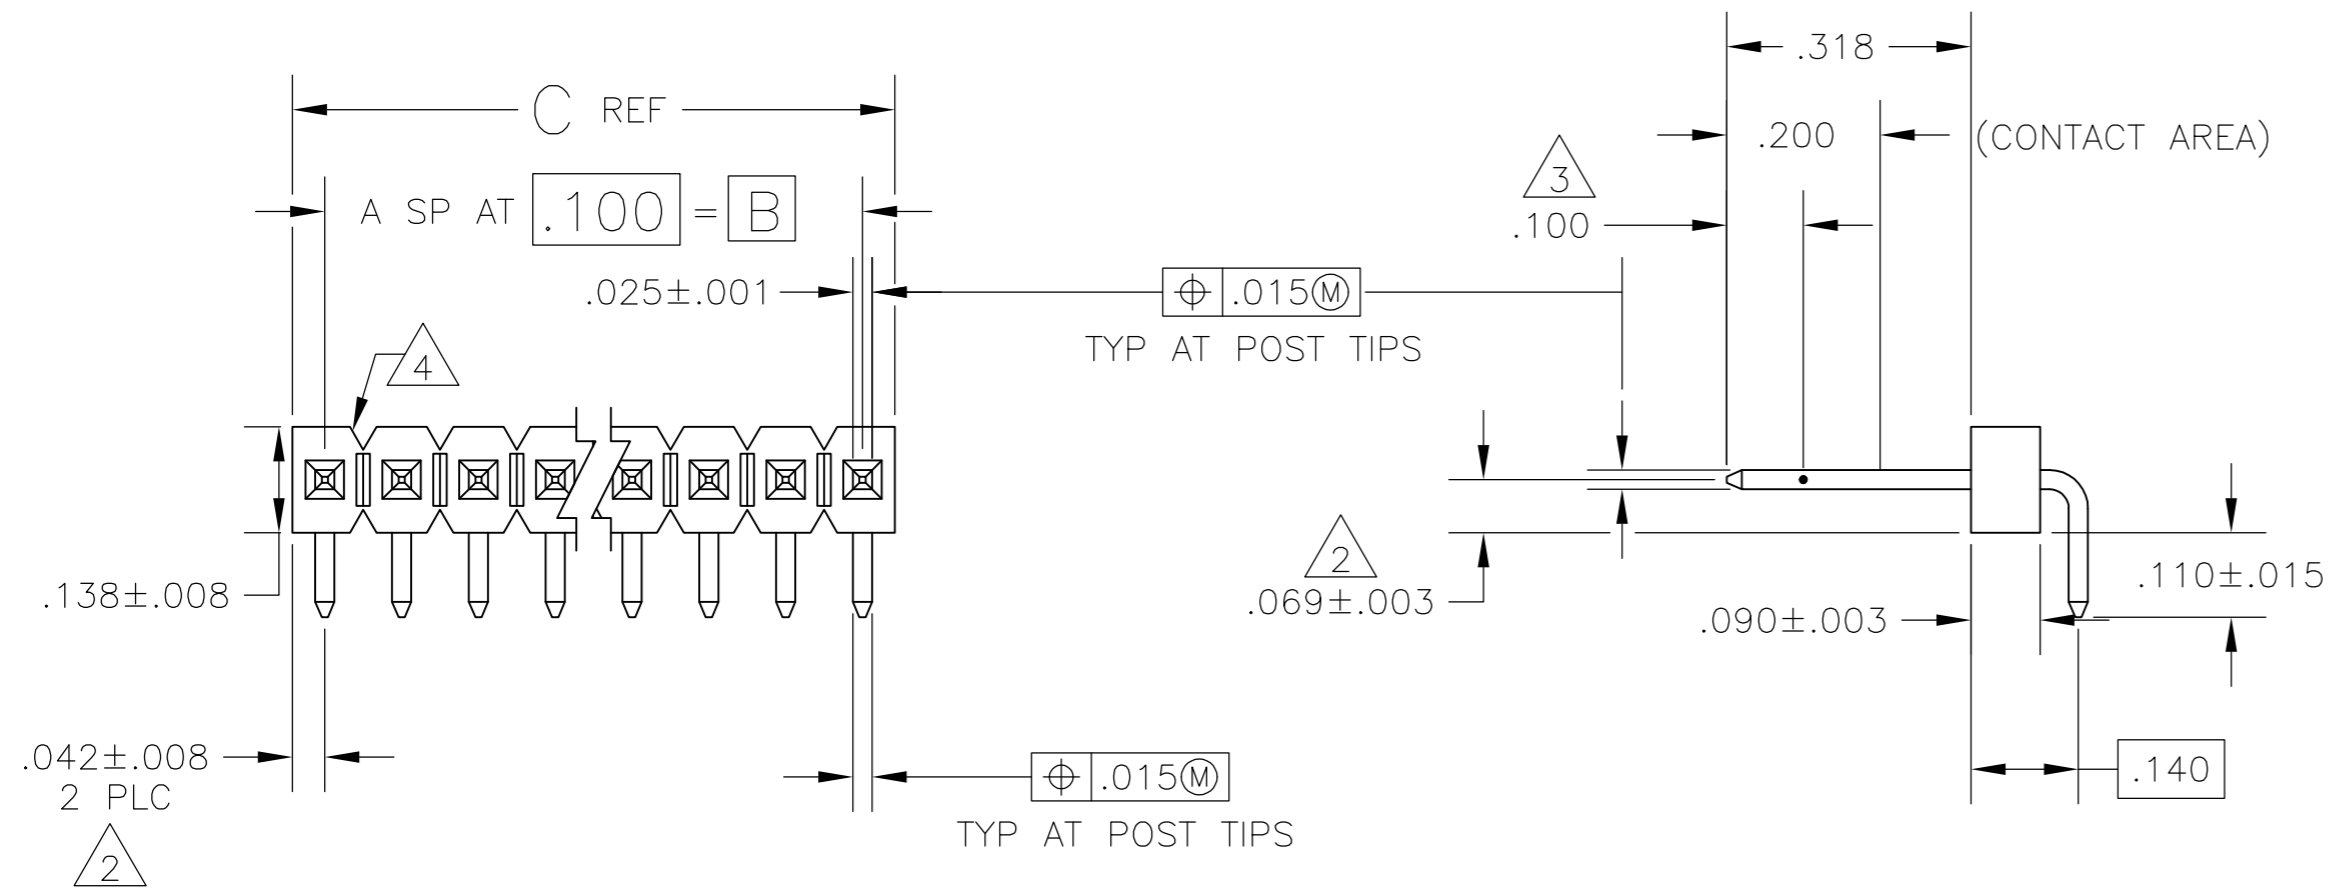 C REF
A SP AT .100 = B
.025±.001
⌖ .015Ⓜ
TYP AT POST TIPS
4
.138±.008
.042±.008
2 PLC
2
⌖ .015Ⓜ
TYP AT POST TIPS
.318
.200 (CONTACT AREA)
3
.100
2
.069±.003
.110±.015
.090±.003
.140